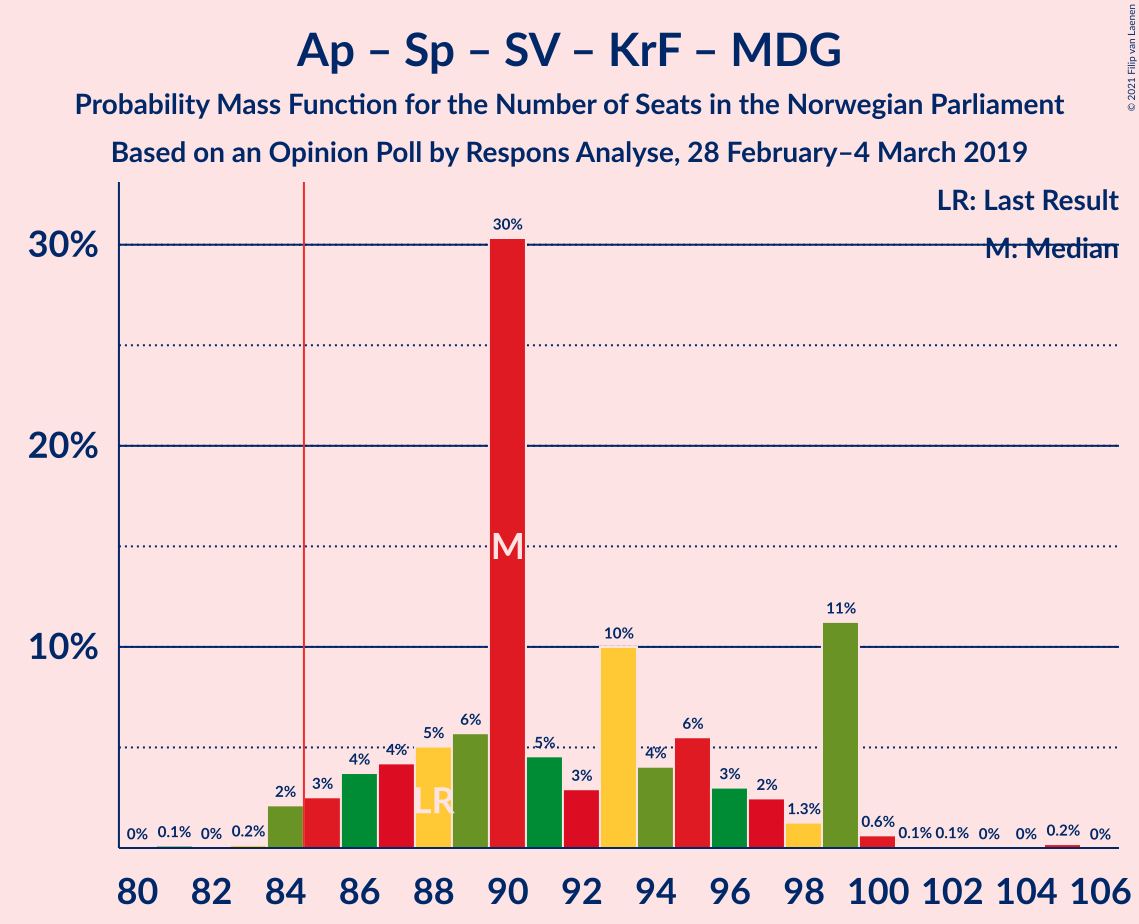 Ap – Sp – SV – KrF – MDG
Probability Mass Function for the Number of Seats in the Norwegian Parliament
Based on an Opinion Poll by Respons Analyse, 28 February–4 March 2019
© 2021 Filip van Laenen
LR: Last Result
M: Median
30%
20%
10%
0% 0.1% 0% 0.2% 2% 3% 4% 4% 5% 6% 30% 5% 3% 10% 4% 6% 3% 2% 1.3% 11% 0.6% 0.1% 0.1% 0% 0% 0.2% 0%
M
LR
80 82 84 86 88 90 92 94 96 98 100 102 104 106